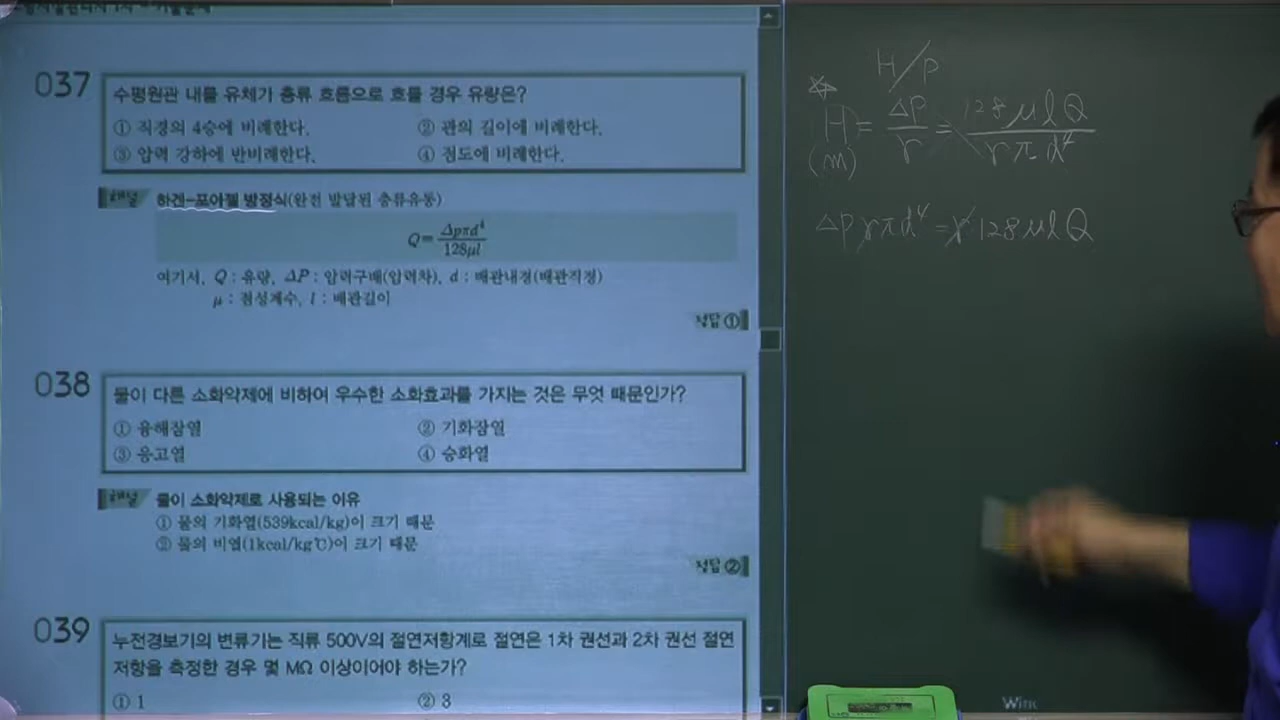 037
수평원관 내를 유체가 층류 흐름으로 흐를 경우 유량은?
① 직경의 4승에 비례한다. ② 관의 길이에 비례한다.
③ 압력 강하에 반비례한다. ④ 점도에 비례한다.
해설 하겐-포아젤 방정식(완전 발달된 층류유동)
Q=Δpπd⁴/128μl
여기서, Q : 유량, ΔP : 압력구배(압력차), d : 배관내경(배관직경)
μ : 점성계수, l : 배관길이
정답 ①
038
물이 다른 소화약제에 비하여 우수한 소화효과를 가지는 것은 무엇 때문인가?
① 융해잠열 ② 기화잠열
③ 응고열 ④ 승화열
해설 물이 소화약제로 사용되는 이유
① 물의 기화열(539kcal/kg)이 크기 때문
② 물의 비열(1kcal/kg℃)이 크기 때문
정답 ②
039
누전경보기의 변류기는 직류 500V의 절연저항계로 절연은 1차 권선과 2차 권선 절연
저항을 측정한 경우 몇 MΩ 이상이어야 하는가?
① 1 ② 3
H/P
H = ΔP/r = 128μlQ/rπd⁴
(m)
ΔP rπd⁴ = r 128μlQ